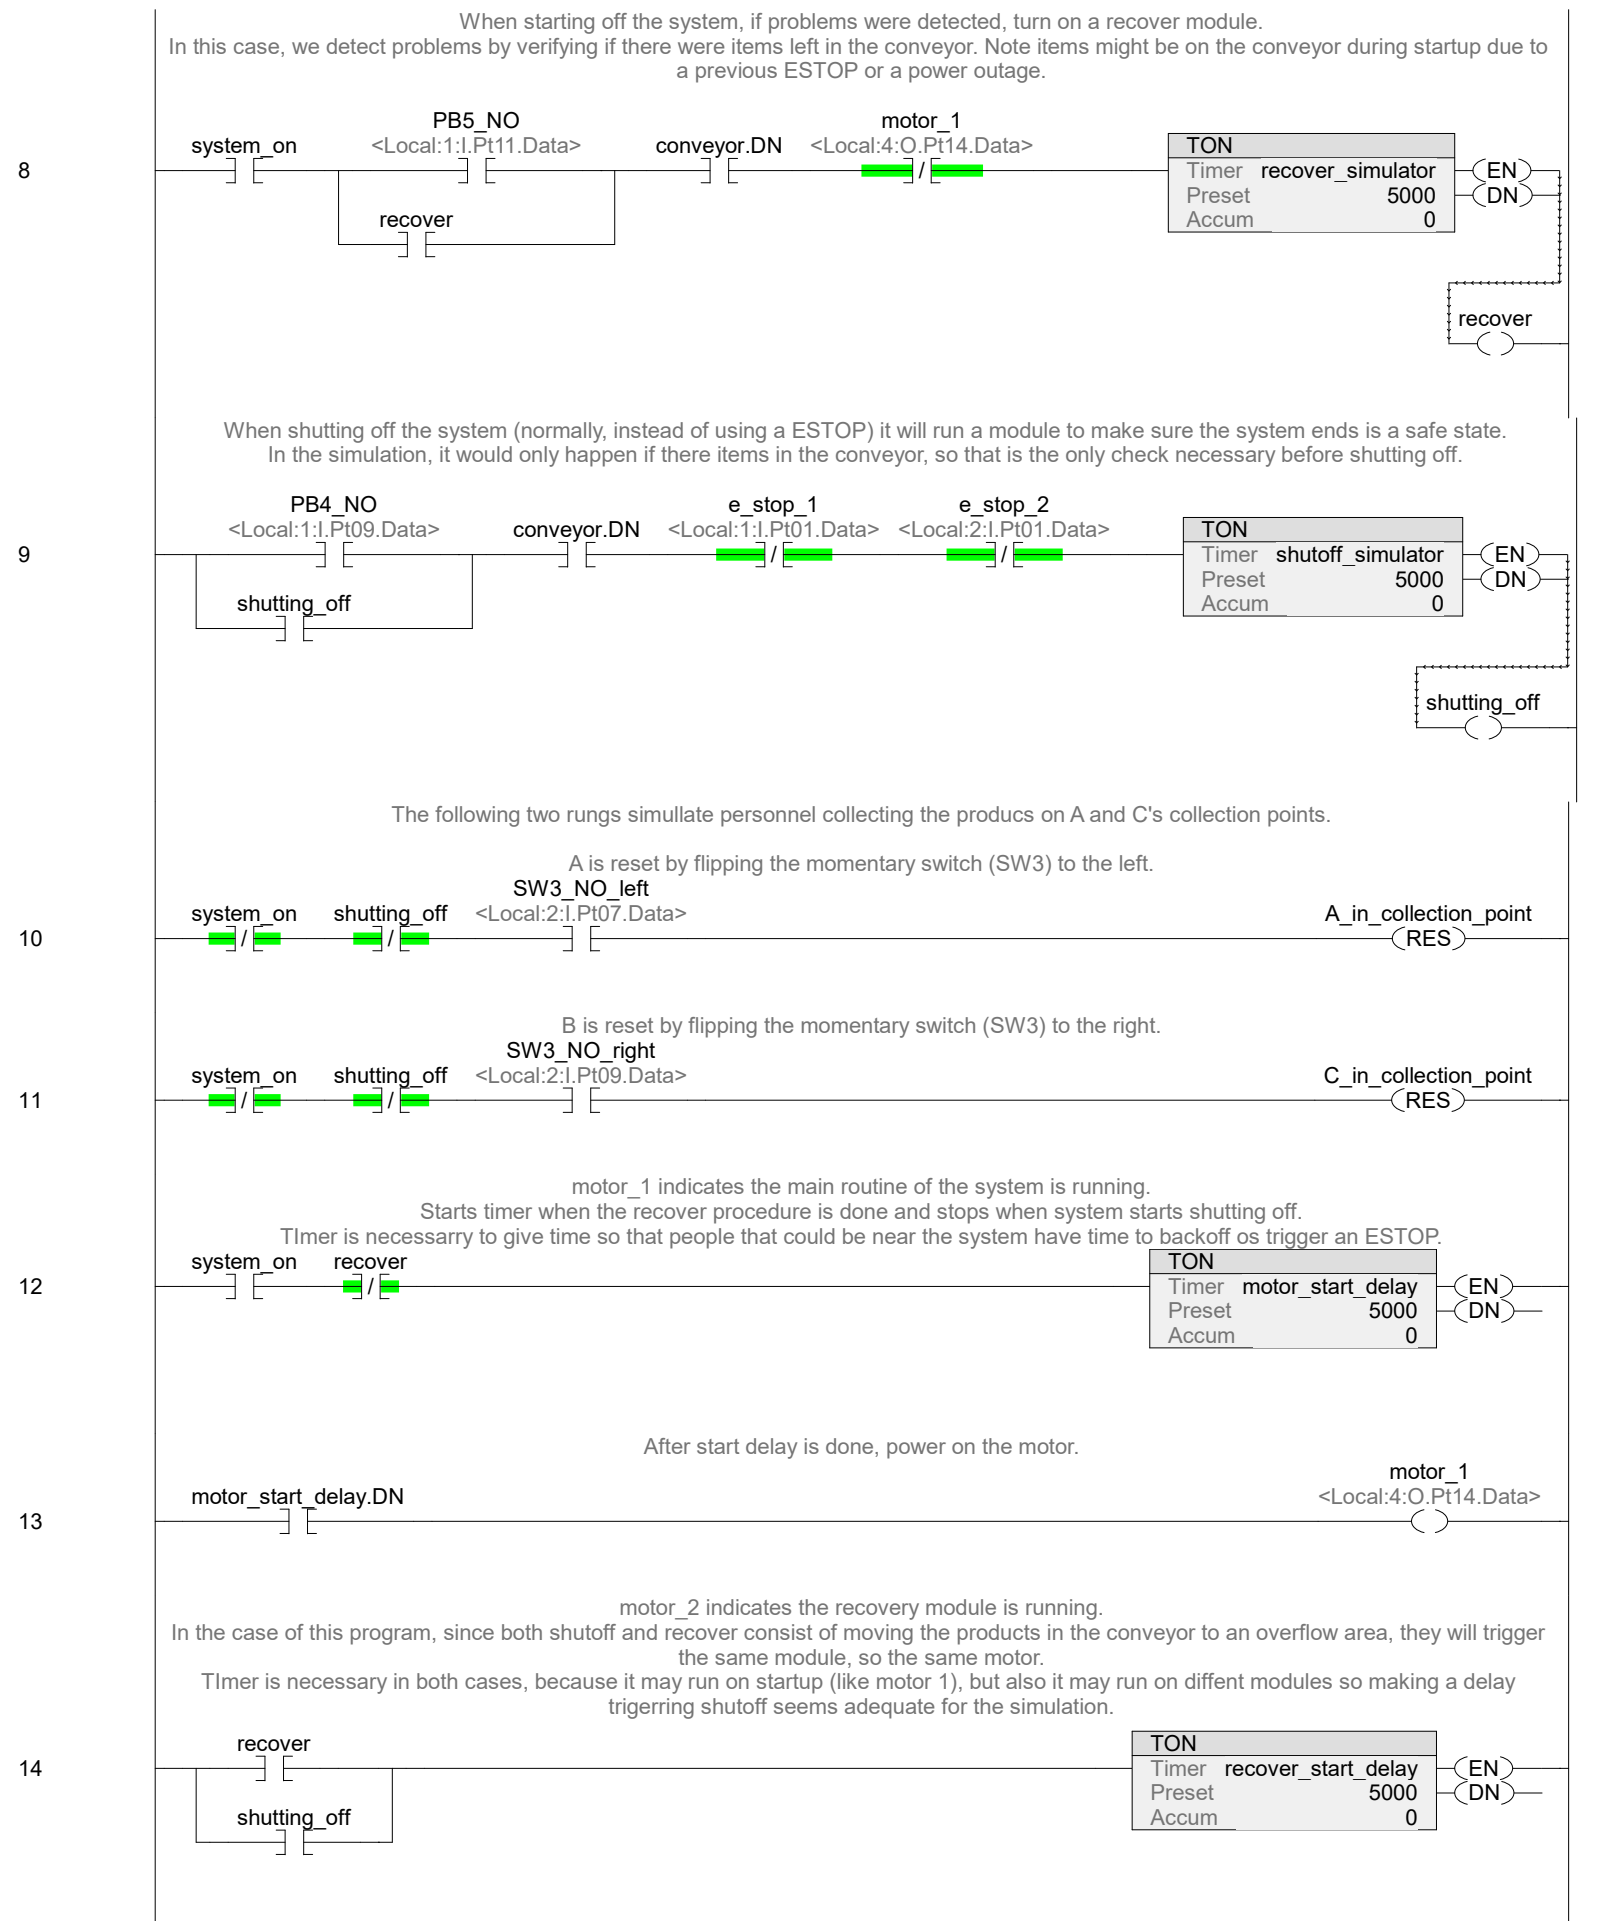 When starting off the system, if problems were detected, turn on a recover module.
In this case, we detect problems by verifying if there were items left in the conveyor. Note items might be on the conveyor during startup due to
a previous ESTOP or a power outage.
8
system_on
PB5_NO
<Local:1:I.Pt11.Data>
recover
conveyor.DN
motor_1
<Local:4:O.Pt14.Data>
/
TON
Timer recover_simulator
Preset 5000
Accum 0
EN
DN
recover
When shutting off the system (normally, instead of using a ESTOP) it will run a module to make sure the system ends is a safe state.
In the simulation, it would only happen if there items in the conveyor, so that is the only check necessary before shutting off.
9
PB4_NO
<Local:1:I.Pt09.Data>
shutting_off
conveyor.DN
e_stop_1
<Local:1:I.Pt01.Data>
/
e_stop_2
<Local:2:I.Pt01.Data>
/
TON
Timer shutoff_simulator
Preset 5000
Accum 0
EN
DN
shutting_off
The following two rungs simullate personnel collecting the producs on A and C's collection points.
A is reset by flipping the momentary switch (SW3) to the left.
10
system_on
/
shutting_off
/
SW3_NO_left
<Local:2:I.Pt07.Data>
A_in_collection_point
RES
B is reset by flipping the momentary switch (SW3) to the right.
11
system_on
/
shutting_off
/
SW3_NO_right
<Local:2:I.Pt09.Data>
C_in_collection_point
RES
motor_1 indicates the main routine of the system is running.
Starts timer when the recover procedure is done and stops when system starts shutting off.
TImer is necessarry to give time so that people that could be near the system have time to backoff os trigger an ESTOP.
12
system_on
recover
/
TON
Timer motor_start_delay
Preset 5000
Accum 0
EN
DN
After start delay is done, power on the motor.
13
motor_start_delay.DN
motor_1
<Local:4:O.Pt14.Data>
motor_2 indicates the recovery module is running.
In the case of this program, since both shutoff and recover consist of moving the products in the conveyor to an overflow area, they will trigger
the same module, so the same motor.
TImer is necessary in both cases, because it may run on startup (like motor 1), but also it may run on diffent modules so making a delay
trigerring shutoff seems adequate for the simulation.
14
recover
shutting_off
TON
Timer recover_start_delay
Preset 5000
Accum 0
EN
DN